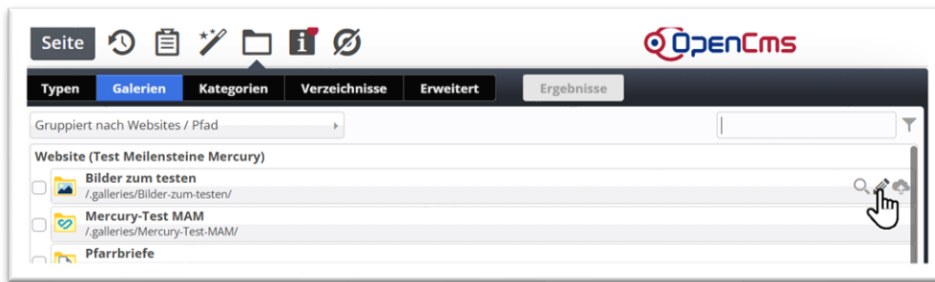 Seite
OpenCms
Typen Galerien Kategorien Verzeichnisse Erweitert Ergebnisse
Gruppiert nach Websites / Pfad
Website (Test Meilensteine Mercury)
Bilder zum testen
/.galleries/Bilder-zum-testen/
Mercury-Test MAM
/.galleries/Mercury-Test-MAM/
Pfarrbriefe